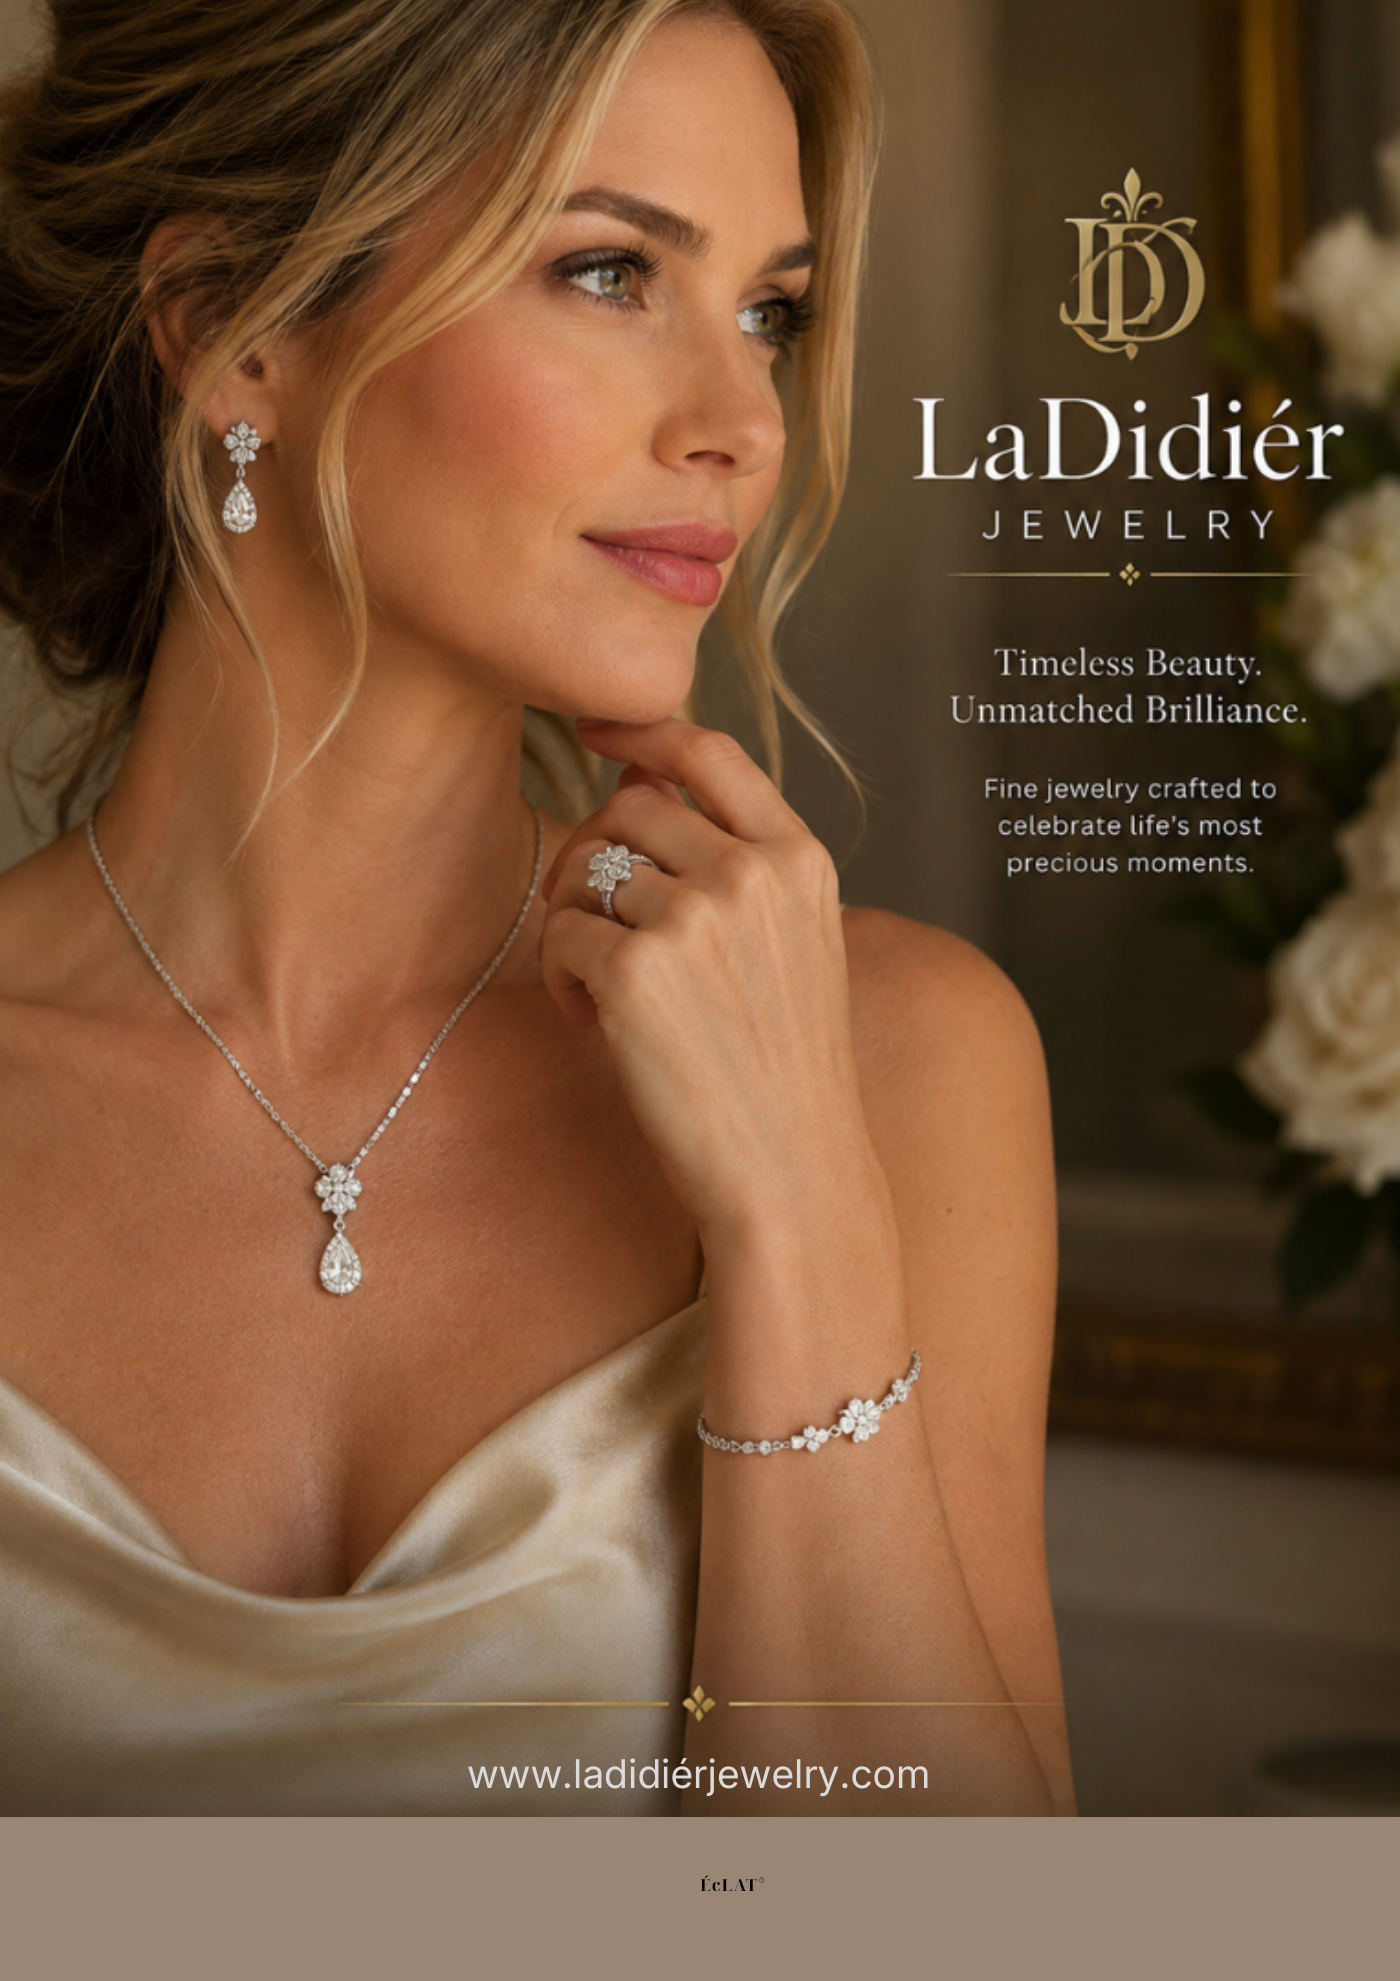 LaDidiér
JEWELRY
Timeless Beauty.
Unmatched Brilliance.
Fine jewelry crafted to
celebrate life's most
precious moments.
www.ladidiérjewelry.com
ÉcLAT